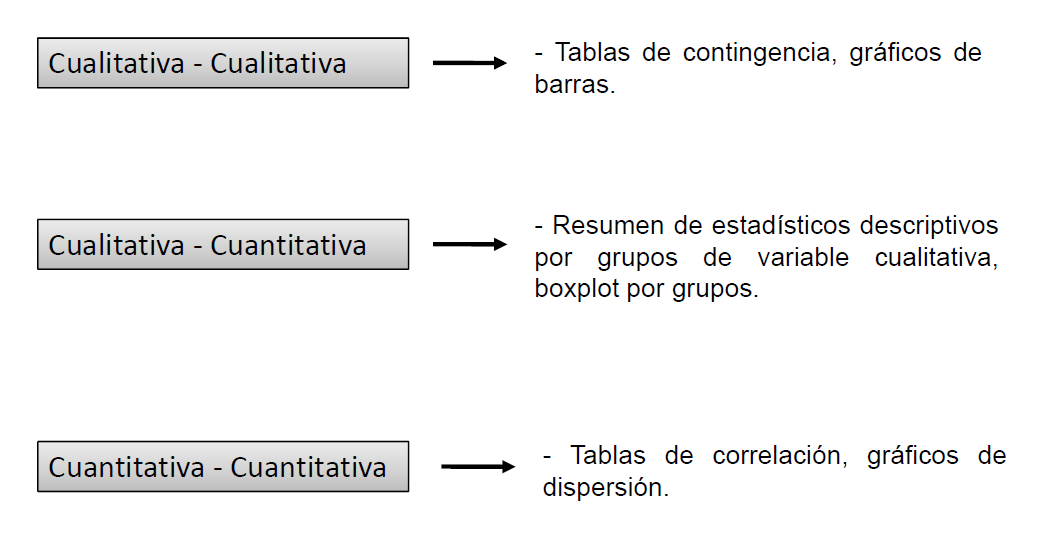 Cualitativa - Cualitativa
- Tablas de contingencia, gráficos de
barras.
Cualitativa - Cuantitativa
- Resumen de estadísticos descriptivos
por grupos de variable cualitativa,
boxplot por grupos.
Cuantitativa - Cuantitativa
- Tablas de correlación, gráficos de
dispersión.